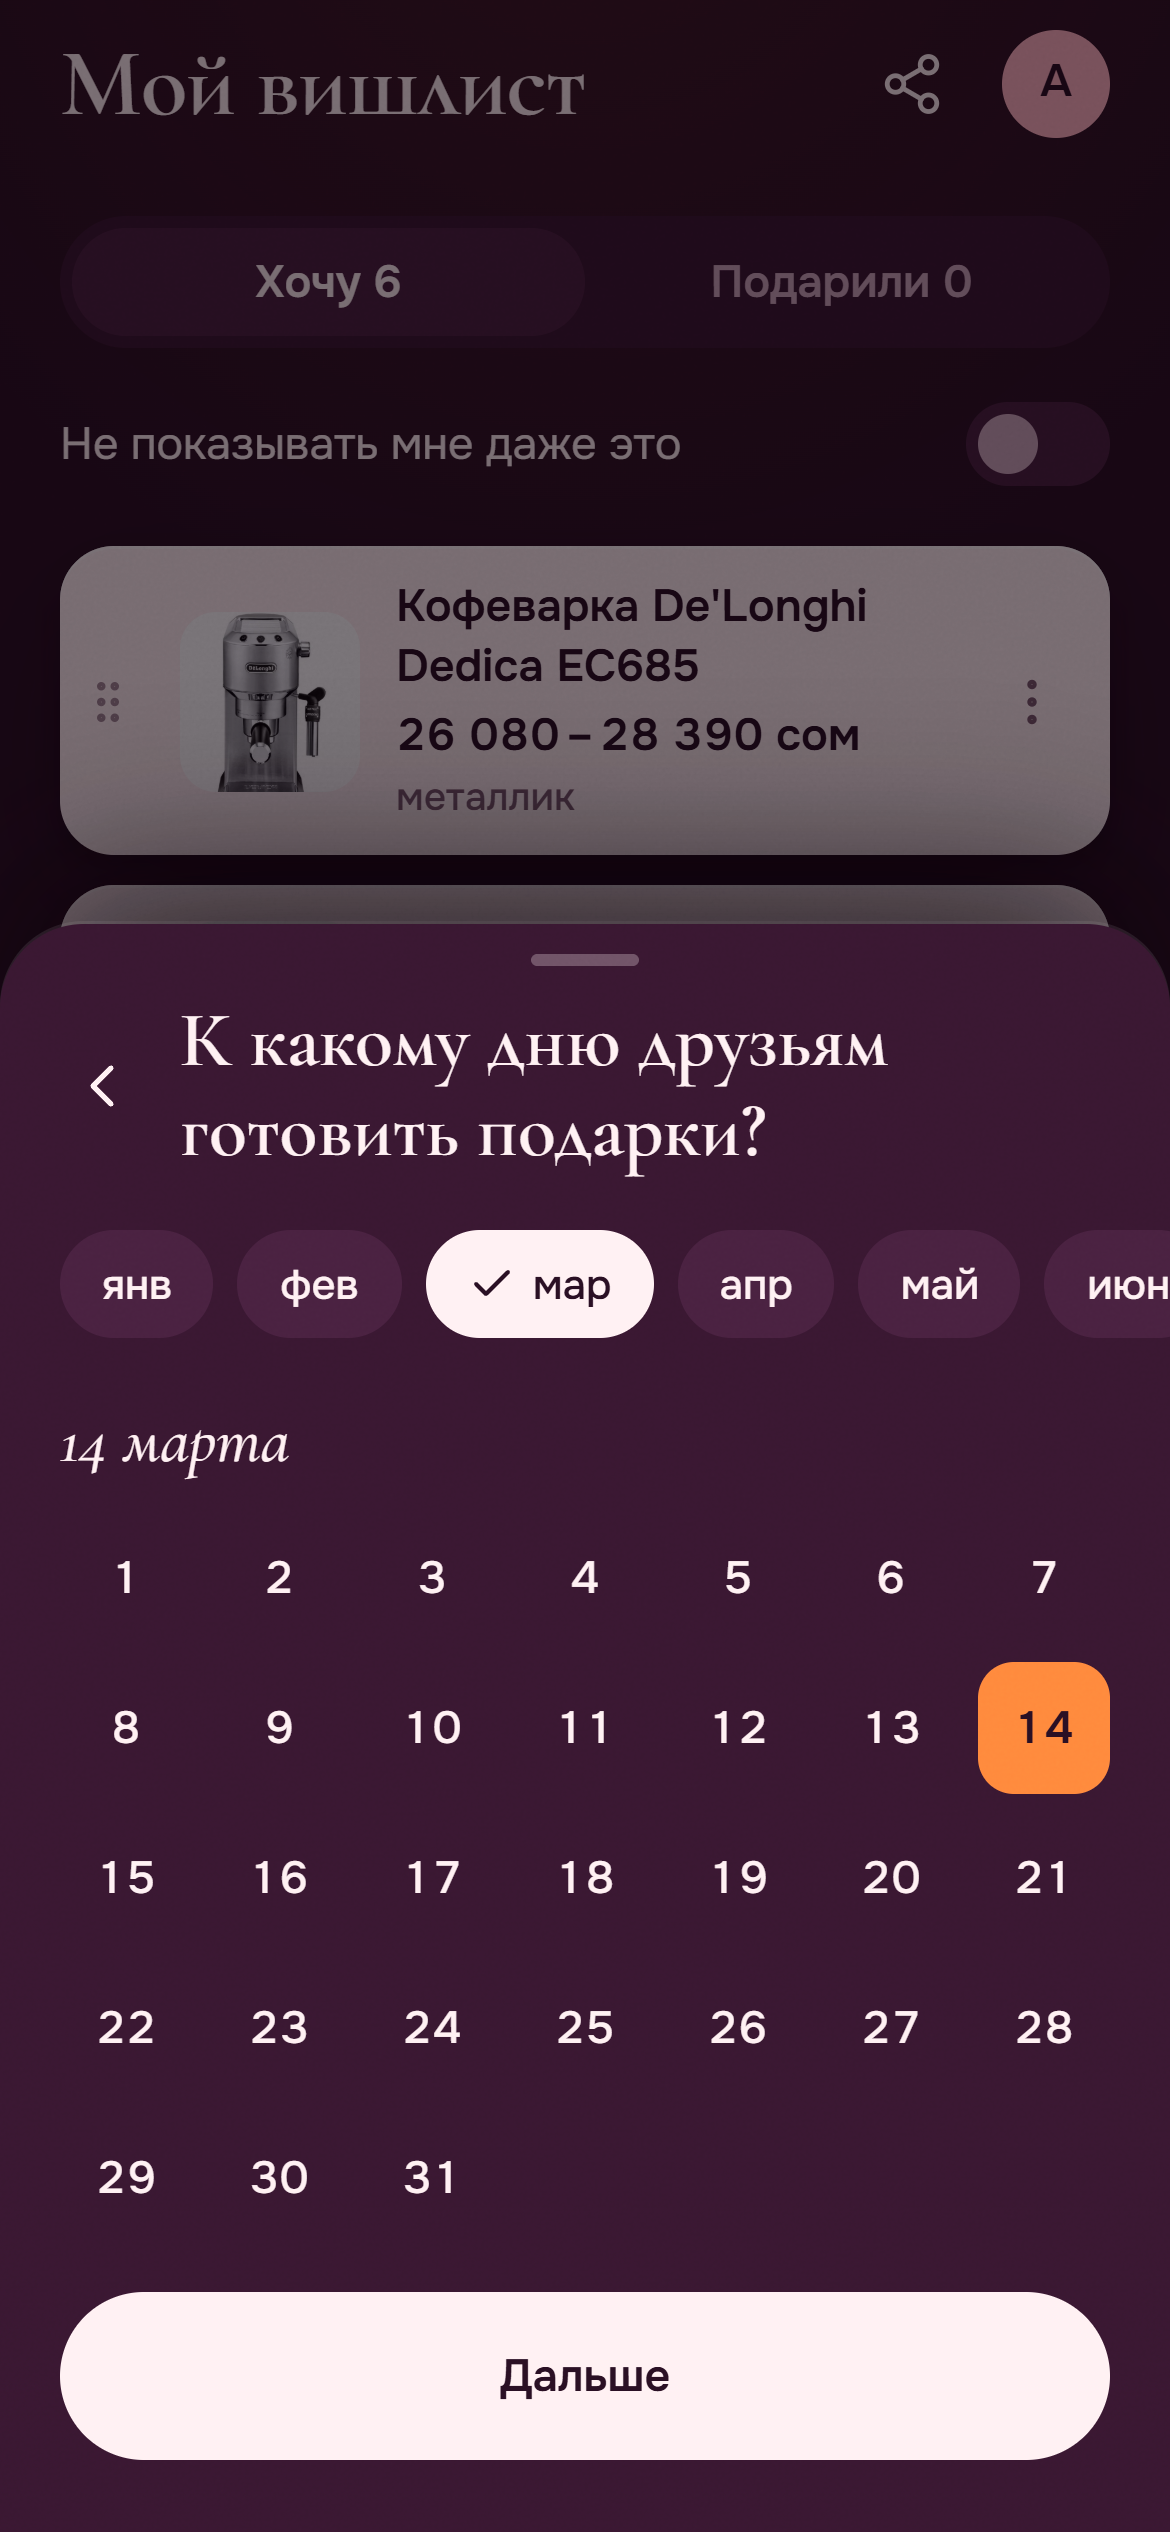 Мой вишлист
А
Хочу 6
Подарили 0
Не показывать мне даже это
Кофеварка De'Longhi
Dedica EC685
26 080 – 28 390 сом
металлик
DeLonghi
К какому дню друзьям
готовить подарки?
янв
фев
мар
апр
май
июн
14 марта
1 2 3 4 5 6 7
8 9 10 11 12 13 14
15 16 17 18 19 20 21
22 23 24 25 26 27 28
29 30 31
Дальше